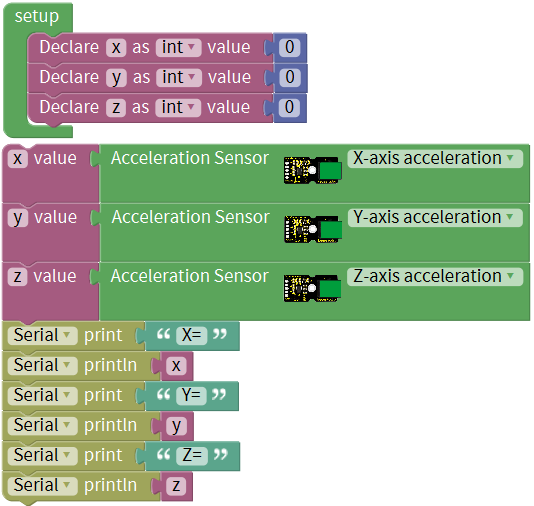 setup
Declare x as int value 0
Declare y as int value 0
Declare z as int value 0
x value Acceleration Sensor X-axis acceleration
y value Acceleration Sensor Y-axis acceleration
z value Acceleration Sensor Z-axis acceleration
Serial print “ X= ”
Serial println x
Serial print “ Y= ”
Serial println y
Serial print “ Z= ”
Serial println z